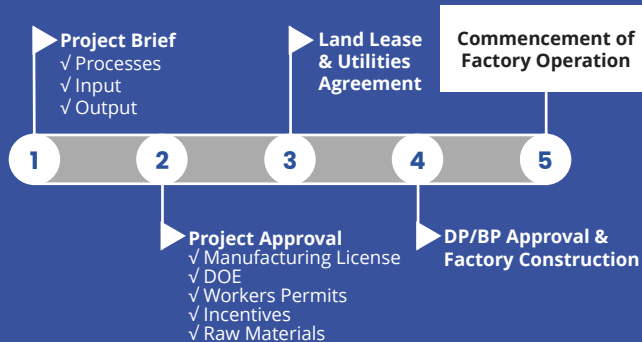 Project Brief
√ Processes
√ Input
√ Output
Land Lease
& Utilities
Agreement
Commencement of
Factory Operation
1
2
3
4
5
Project Approval
√ Manufacturing License
√ DOE
√ Workers Permits
√ Incentives
√ Raw Materials
DP/BP Approval &
Factory Construction